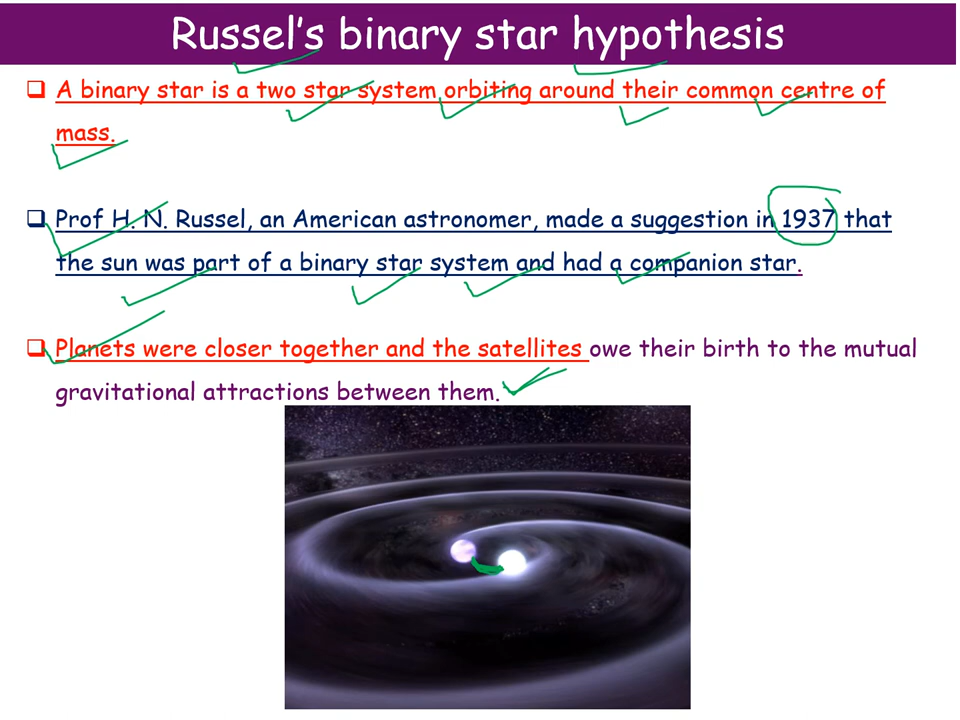 Russel's binary star hypothesis
A binary star is a two star system orbiting around their common centre of
mass.
Prof H. N. Russel, an American astronomer, made a suggestion in 1937 that
the sun was part of a binary star system and had a companion star.
Planets were closer together and the satellites owe their birth to the mutual
gravitational attractions between them.